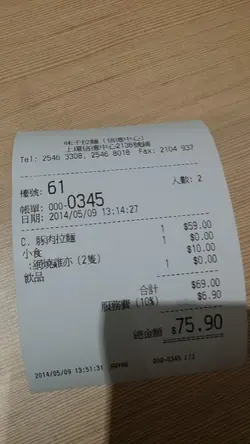 味千拉麵(信德中心)
上環信德中心213B號鋪
Tel: 2546 3308, 2546 8018 Fax: 2104 937
檯號: 61 人數: 2
帳單: 000-0345
日期: 2014/05/09 13:14:27
C. 豚肉拉麵 1 $59.00
小食 1 $0.00
:網燒雞亦 (2隻) $10.00
飲品 1 $0.00
合計 $69.00
服務費 (10%) $6.90
總金額 $75.90
2014/05/09 13:51:31 000-0345 1/1